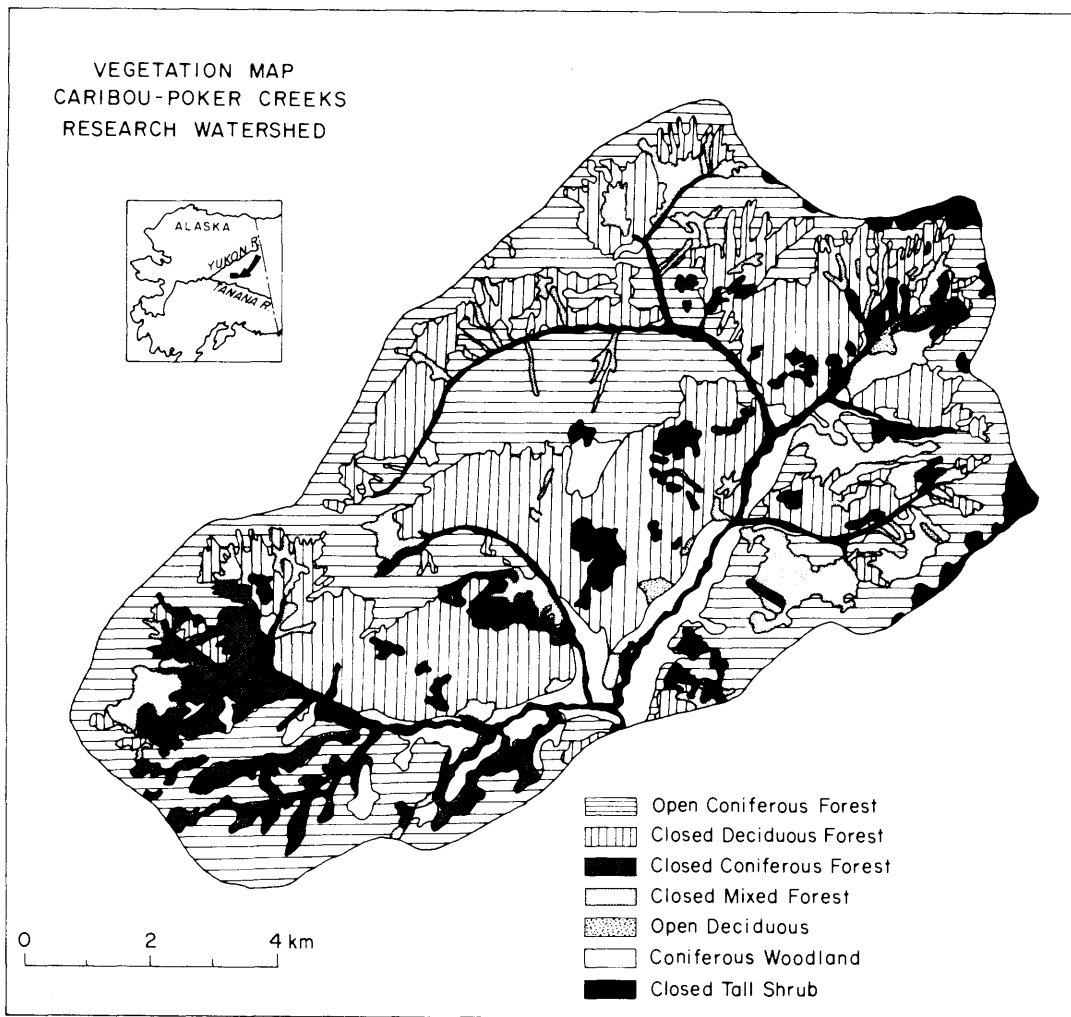 VEGETATION MAP
CARIBOU-POKER CREEKS
RESEARCH WATERSHED
ALASKA
YUKON R.
TANANA R.
Open Coniferous Forest
Closed Deciduous Forest
Closed Coniferous Forest
Closed Mixed Forest
Open Deciduous
Coniferous Woodland
Closed Tall Shrub
0 2 4 km